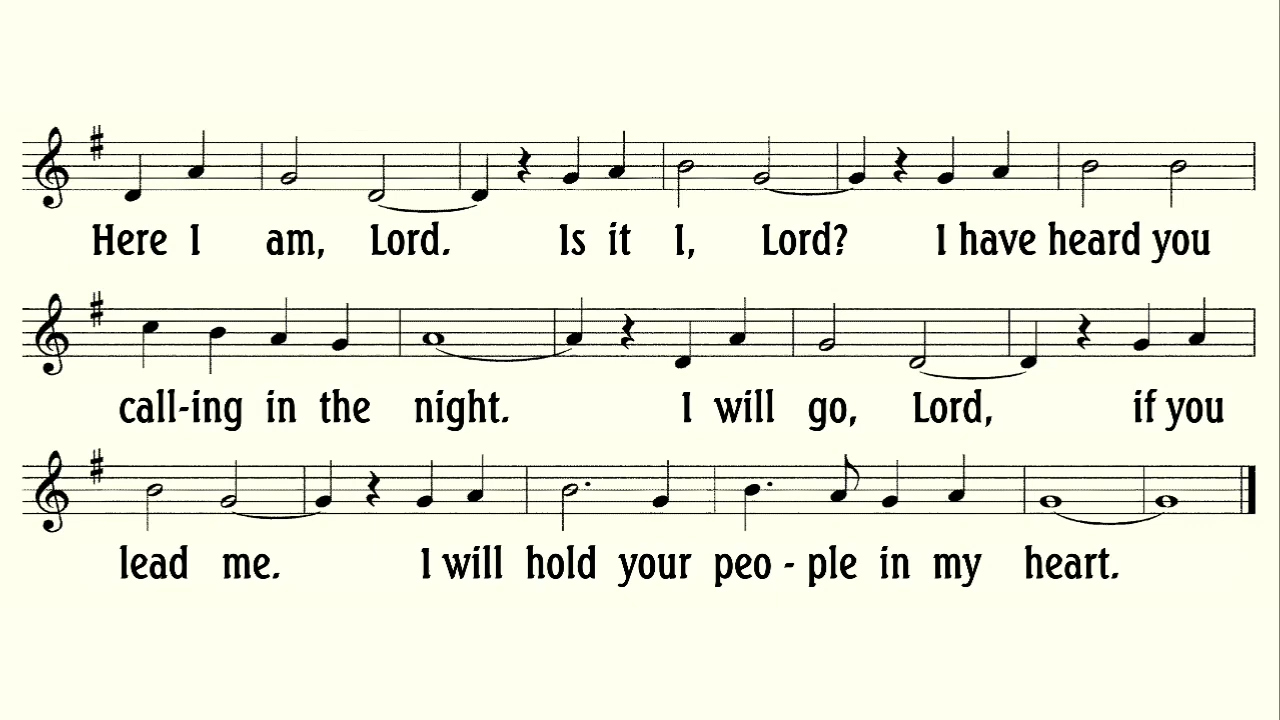 Here I am, Lord. Is it I, Lord? I have heard you
call-ing in the night. I will go, Lord, if you
lead me. I will hold your peo - ple in my heart.